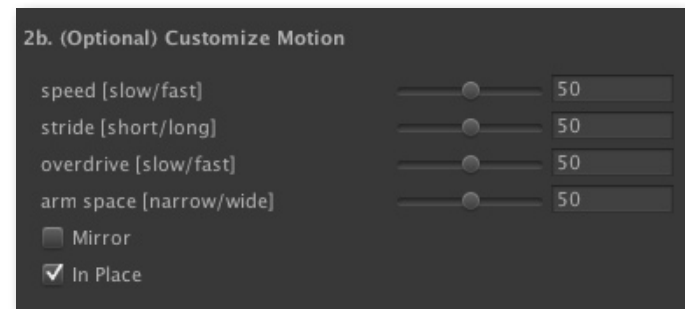 2b. (Optional) Customize Motion
speed [slow/fast] 50
stride [short/long] 50
overdrive [slow/fast] 50
arm space [narrow/wide] 50
Mirror
In Place